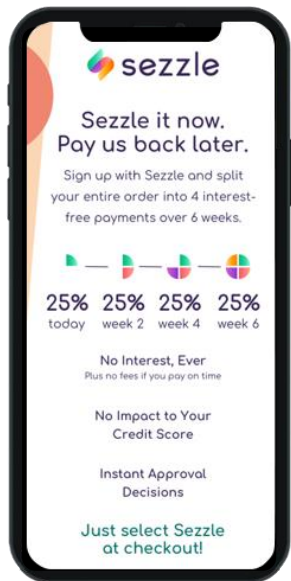 sezzle
Sezzle it now.
Pay us back later.
Sign up with Sezzle and split
your entire order into 4 interest-
free payments over 6 weeks.
25% 25% 25% 25%
today week 2 week 4 week 6
No Interest, Ever
Plus no fees if you pay on time
No Impact to Your
Credit Score
Instant Approval
Decisions
Just select Sezzle
at checkout!